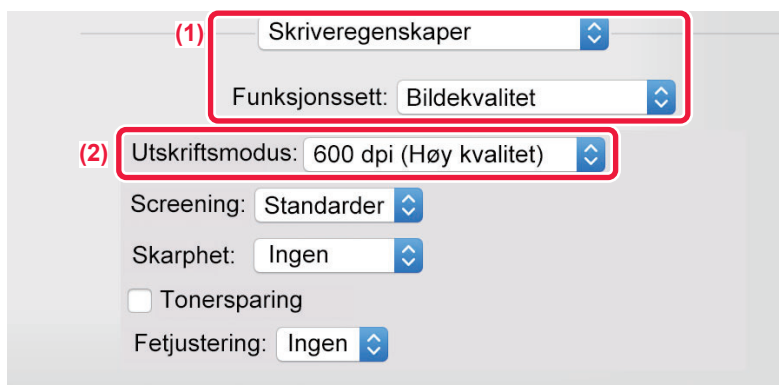 (1) Skriveregenskaper
Funksjonssett: Bildekvalitet
(2) Utskriftsmodus: 600 dpi (Høy kvalitet)
Screening: Standarder
Skarphet: Ingen
Tonersparing
Fetjustering: Ingen